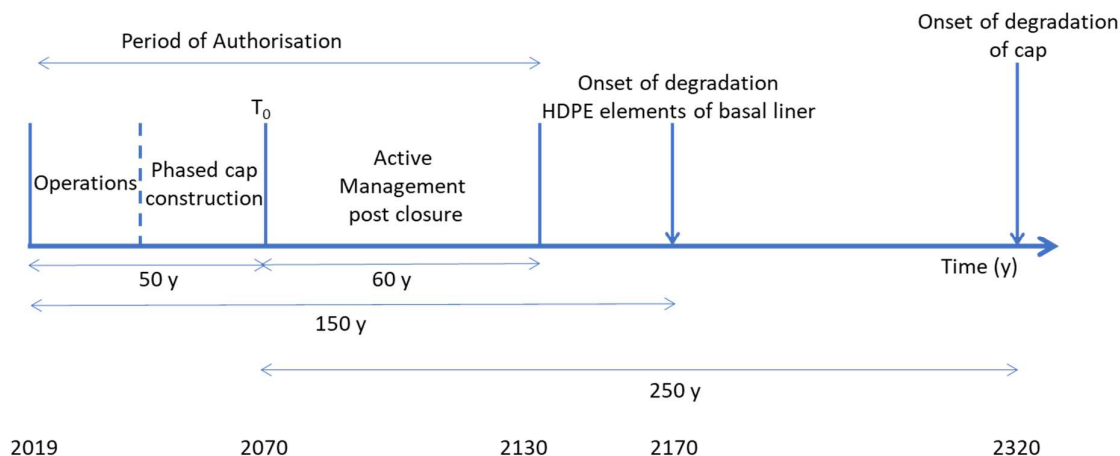 Period of Authorisation
Onset of degradation
of cap
Onset of degradation
HDPE elements of basal liner
T₀
Operations
Phased cap
construction
Active
Management
post closure
Time (y)
50 y
60 y
150 y
250 y
2019
2070
2130
2170
2320